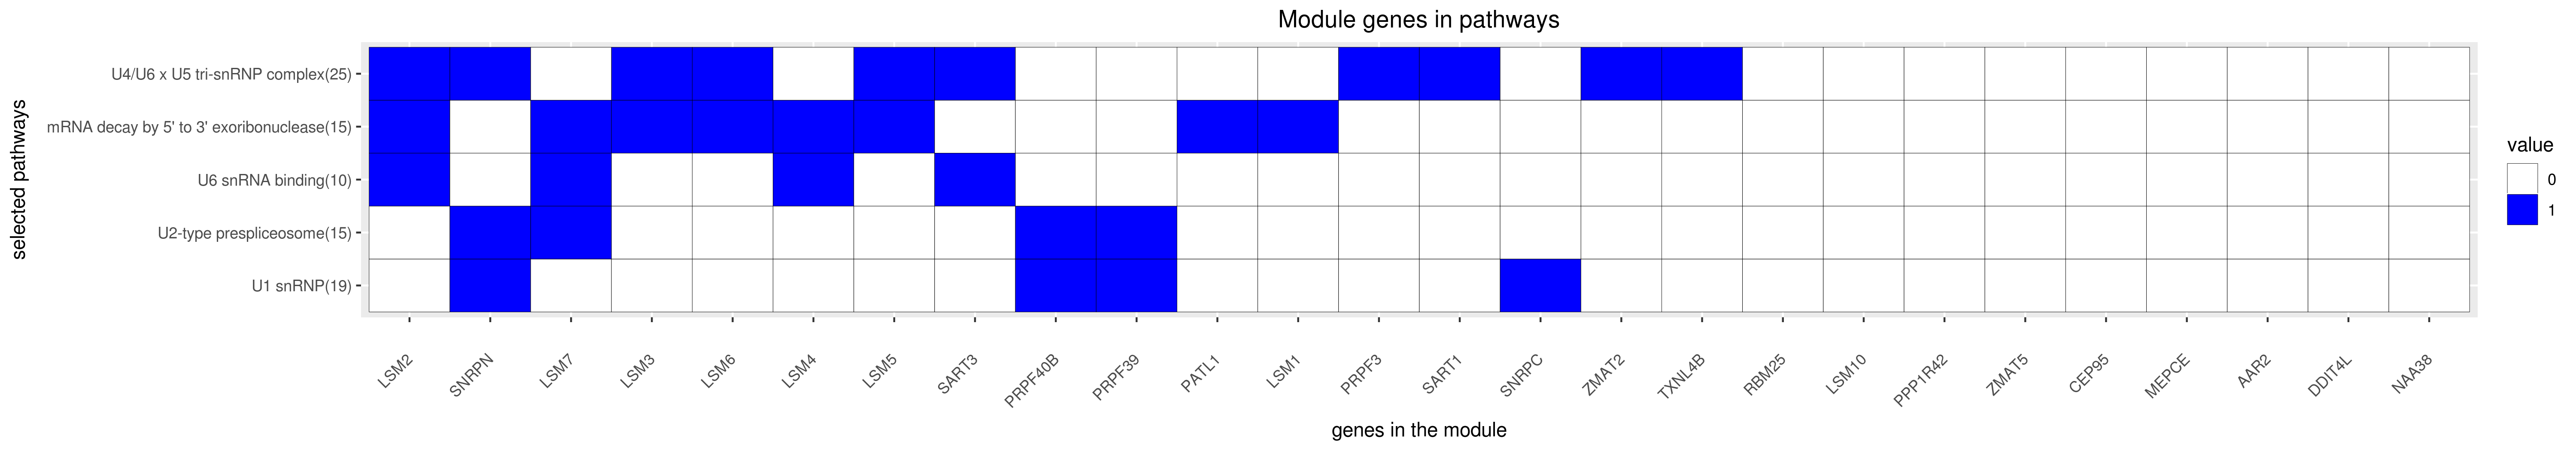 Module genes in pathways
selected pathways
U4/U6 x U5 tri-snRNP complex(25)
mRNA decay by 5' to 3' exoribonuclease(15)
U6 snRNA binding(10)
U2-type prespliceosome(15)
U1 snRNP(19)
value
0
1
LSM2
SNRPN
LSM7
LSM3
LSM6
LSM4
LSM5
SART3
PRPF40B
PRPF39
PATL1
LSM1
PRPF3
SART1
SNRPC
ZMAT2
TXNL4B
RBM25
LSM10
PPP1R42
ZMAT5
CEP95
MEPCE
AAR2
DDIT4L
NAA38
genes in the module